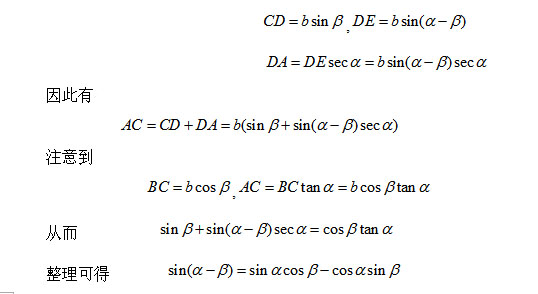 CD = b sin β, DE = b sin(α − β)
DA = DE sec α = b sin(α − β) sec α
因此有
AC = CD + DA = b(sin β + sin(α − β) sec α)
注意到
BC = b cos β, AC = BC tan α = b cos β tan α
从而 sin β + sin(α − β) sec α = cos β tan α
整理可得 sin(α − β) = sin α cos β − cos α sin β